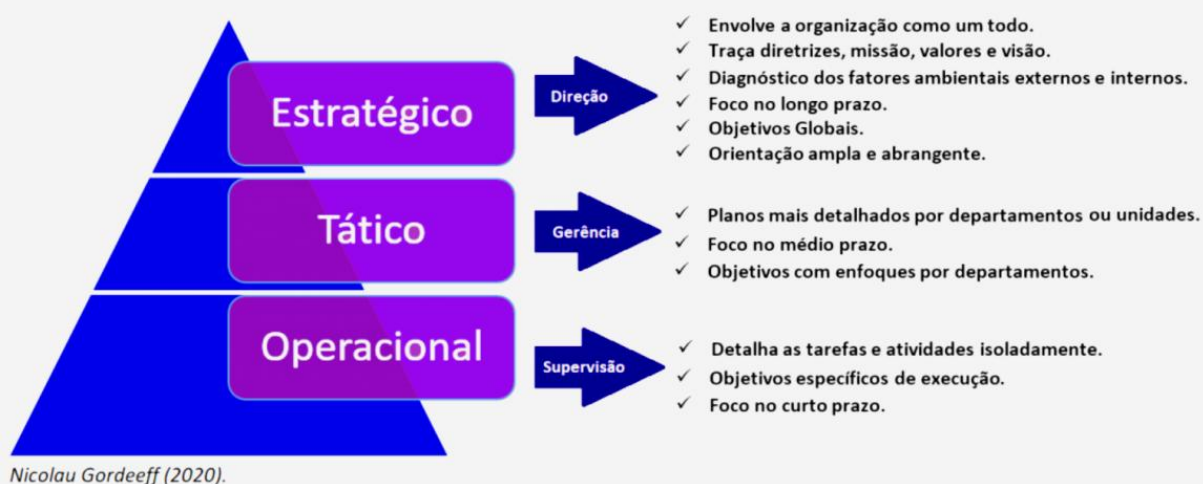 Estratégico
Direção
✓ Envolve a organização como um todo.
✓ Traça diretrizes, missão, valores e visão.
✓ Diagnóstico dos fatores ambientais externos e internos.
✓ Foco no longo prazo.
✓ Objetivos Globais.
✓ Orientação ampla e abrangente.
Tático
Gerência
✓ Planos mais detalhados por departamentos ou unidades.
✓ Foco no médio prazo.
✓ Objetivos com enfoques por departamentos.
Operacional
Supervisão
✓ Detalha as tarefas e atividades isoladamente.
✓ Objetivos específicos de execução.
✓ Foco no curto prazo.
Nicolau Gordeeff (2020).